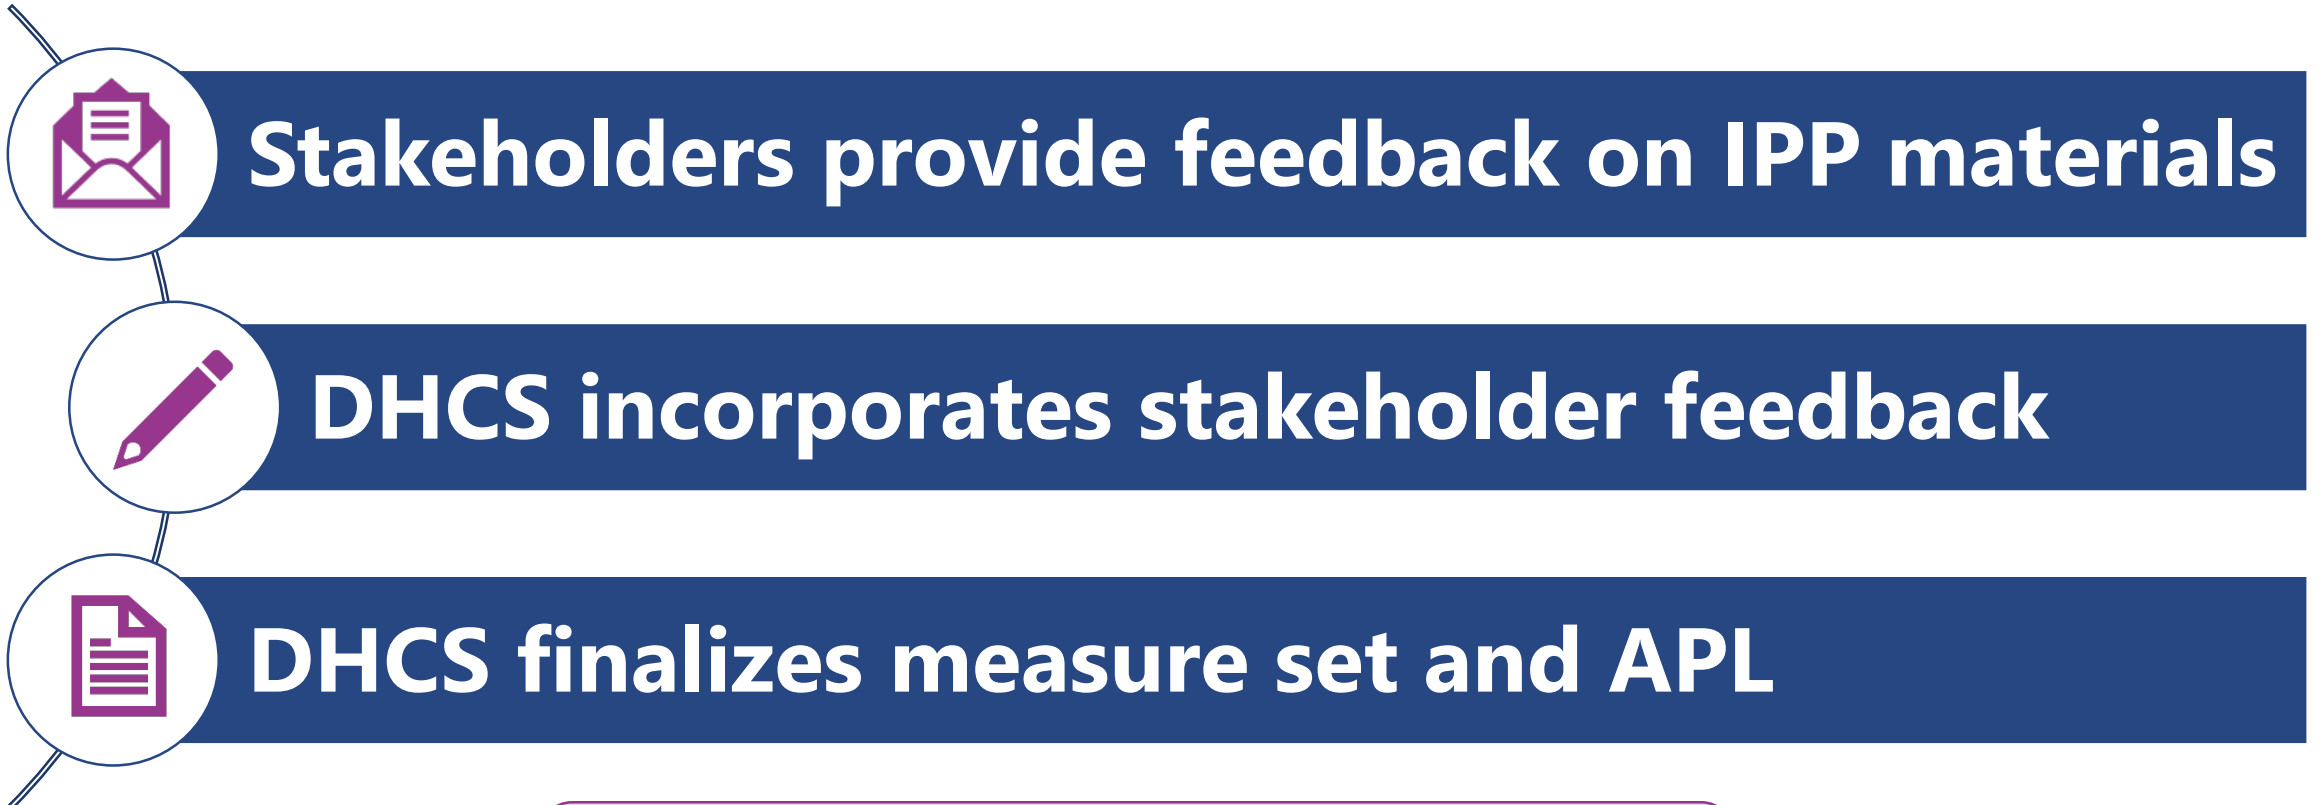 Stakeholders provide feedback on IPP materials
DHCS incorporates stakeholder feedback
DHCS finalizes measure set and APL